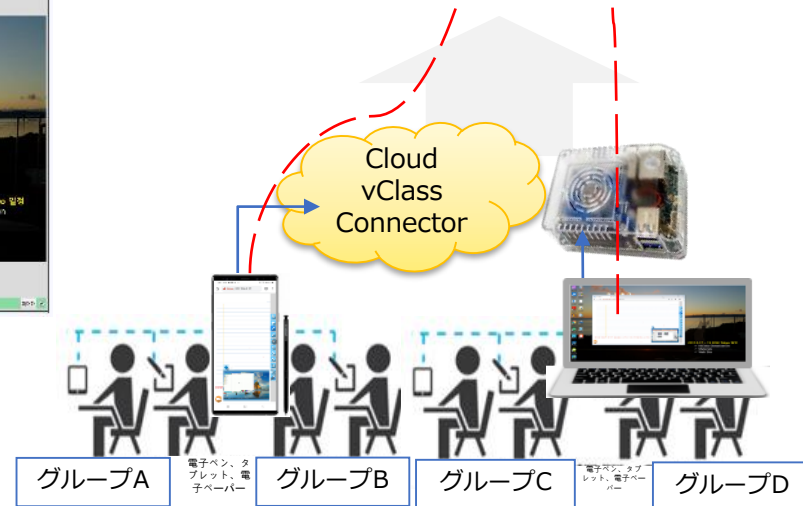 Cloud
vClass
Connector
일정
グループA
電子ペン、タ
ブレット、電
子ペーパー
グループB
グループC
電子ペン、タブ
レット、電子ペー
パー
グループD